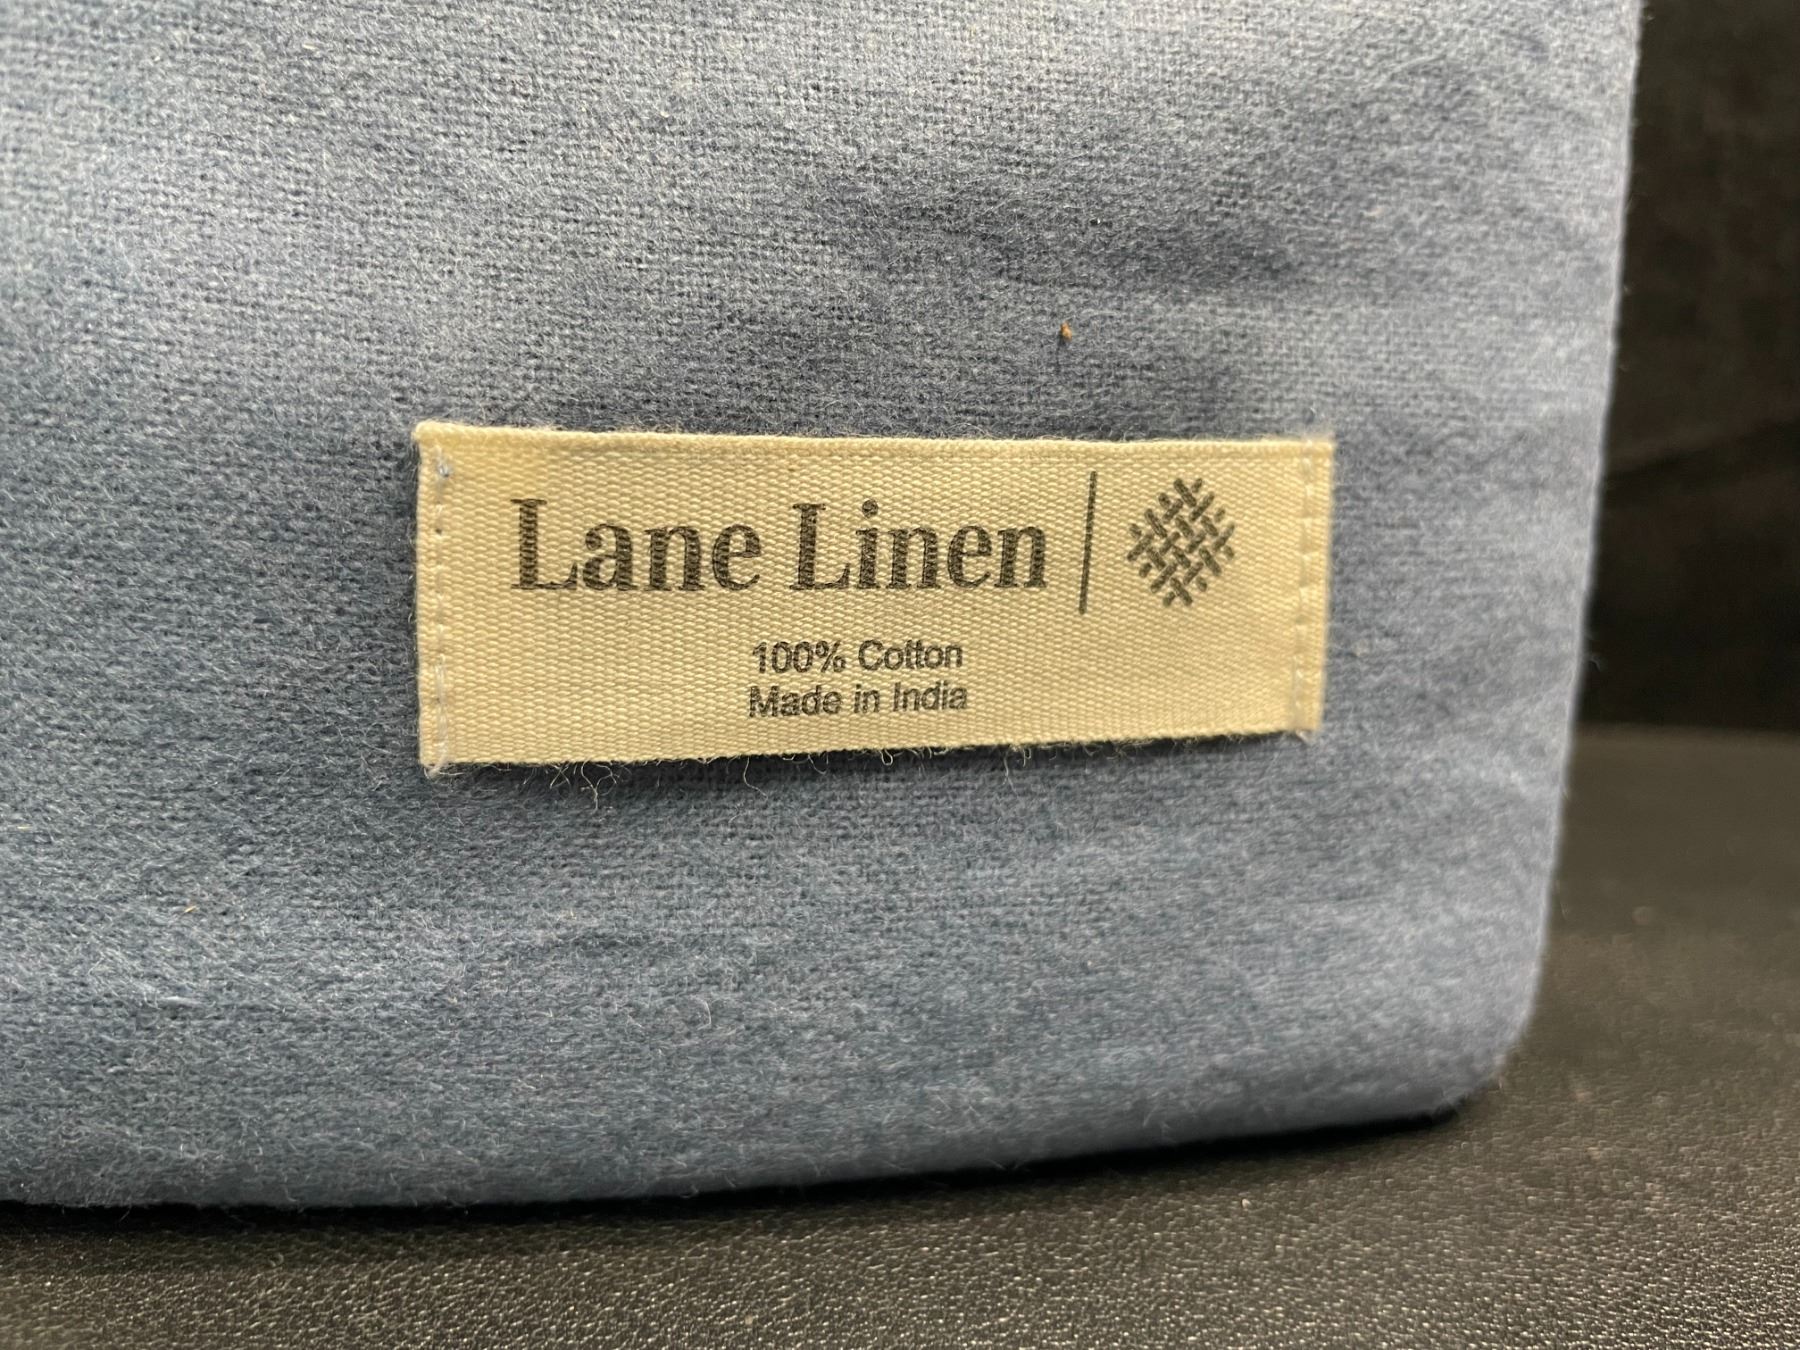 Lane Linen
100% Cotton
Made in India